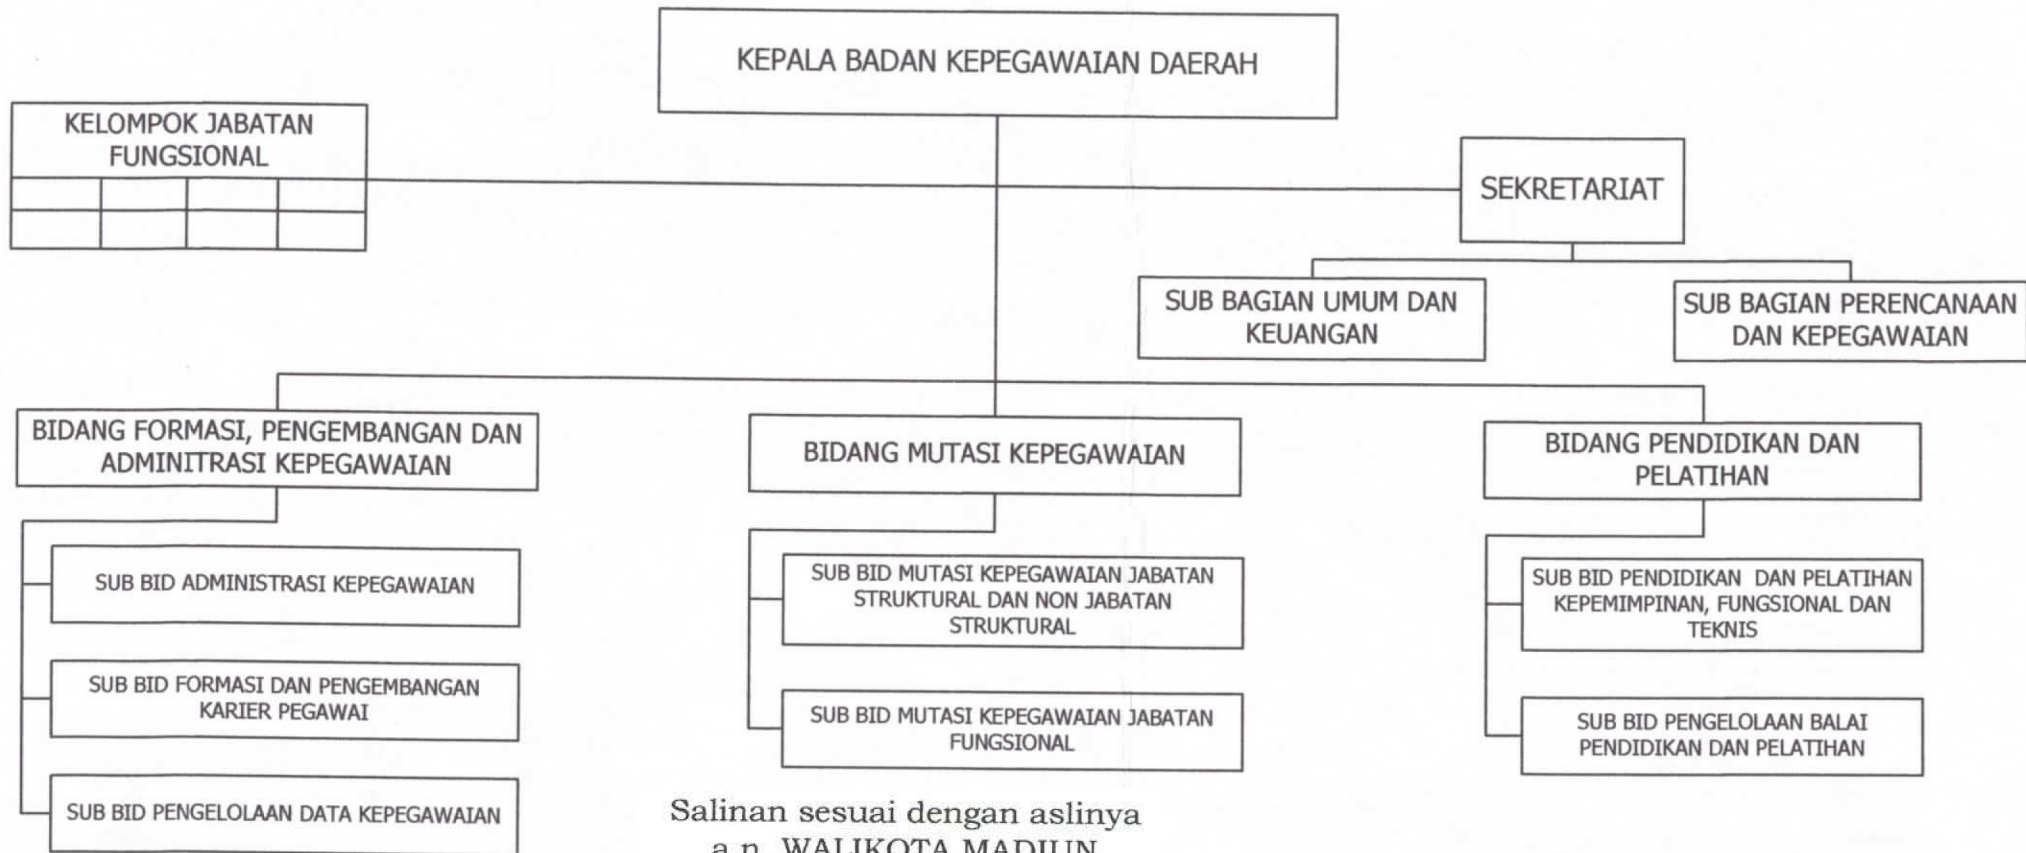 KEPALA BADAN KEPEGAWAIAN DAERAH
KELOMPOK JABATAN
FUNGSIONAL
SEKRETARIAT
SUB BAGIAN UMUM DAN
KEUANGAN
SUB BAGIAN PERENCANAAN
DAN KEPEGAWAIAN
BIDANG FORMASI, PENGEMBANGAN DAN
ADMINITRASI KEPEGAWAIAN
SUB BID ADMINISTRASI KEPEGAWAIAN
SUB BID FORMASI DAN PENGEMBANGAN
KARIER PEGAWAI
SUB BID PENGELOLAAN DATA KEPEGAWAIAN
BIDANG MUTASI KEPEGAWAIAN
SUB BID MUTASI KEPEGAWAIAN JABATAN
STRUKTURAL DAN NON JABATAN
STRUKTURAL
SUB BID MUTASI KEPEGAWAIAN JABATAN
FUNGSIONAL
BIDANG PENDIDIKAN DAN
PELATIHAN
SUB BID PENDIDIKAN DAN PELATIHAN
KEPEMIMPINAN, FUNGSIONAL DAN
TEKNIS
SUB BID PENGELOLAAN BALAI
PENDIDIKAN DAN PELATIHAN
Salinan sesuai dengan aslinya
a.n. WALIKOTA MADIUN